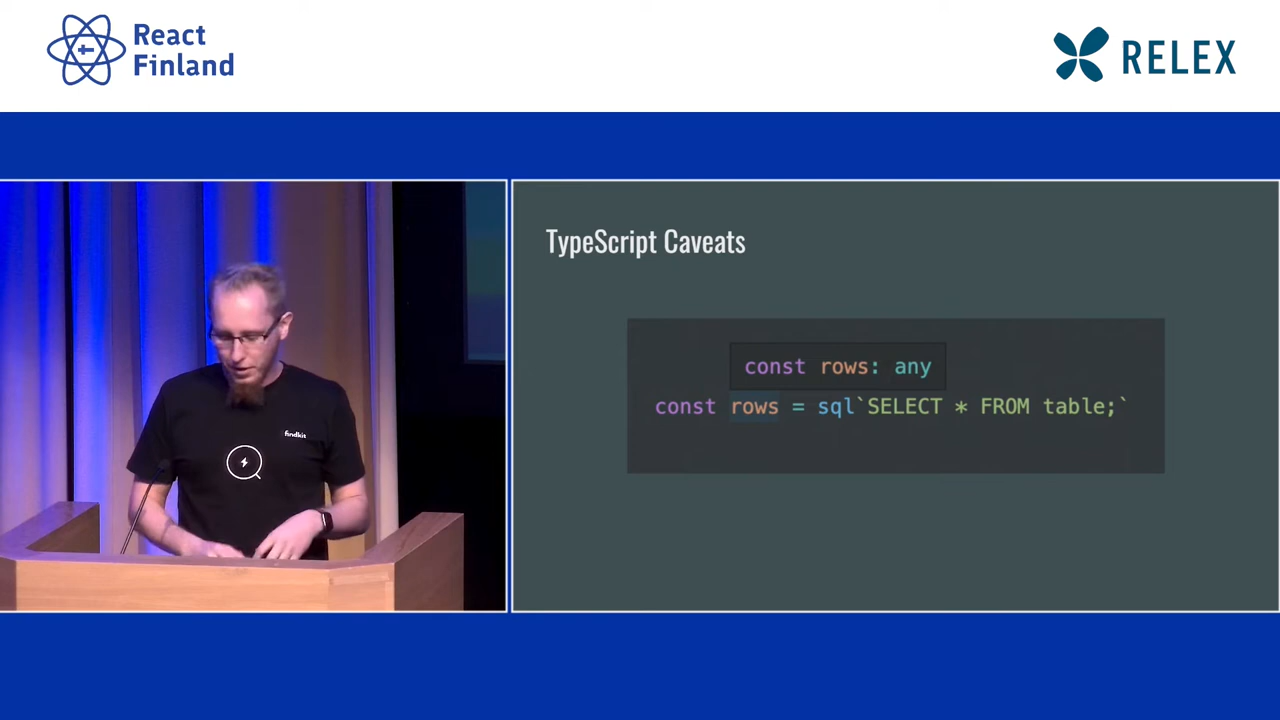 React
Finland
RELEX
findkit
TypeScript Caveats
const rows: any
const rows = sql`SELECT * FROM table;`